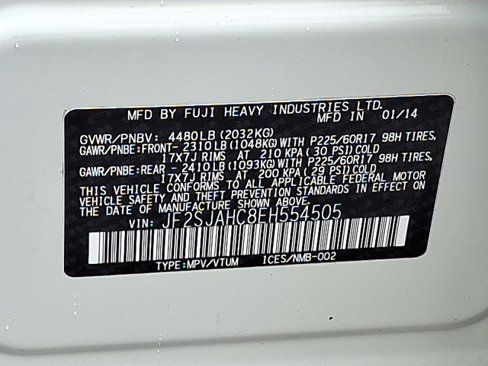 MFD BY FUJI HEAVY INDUSTRIES LTD.
MFD IN 01/14
GVWR/PNBV: 4480LB (2032KG)
GAWR/PNBE:FRONT- 2310LB (1048KG) WITH P225/60R17 98H TIRES,
17X7J RIMS AT 210 KPA (30 PSI) COLD
GAWR/PNBE:REAR - 2410LB (1093KG) WITH P225/60R17 98H TIRES,
17X7J RIMS AT 200 KPA (29 PSI) COLD
THIS VEHICLE CONFORMS TO ALL APPLICABLE FEDERAL MOTOR
VEHICLE SAFETY AND THEFT PREVENTION STANDARDS IN EFFECT
ON THE DATE OF MANUFACTURE SHOWN ABOVE.
VIN: JF2SJAHC8EH554505
TYPE:MPV/VTUM ICES/NMB-002